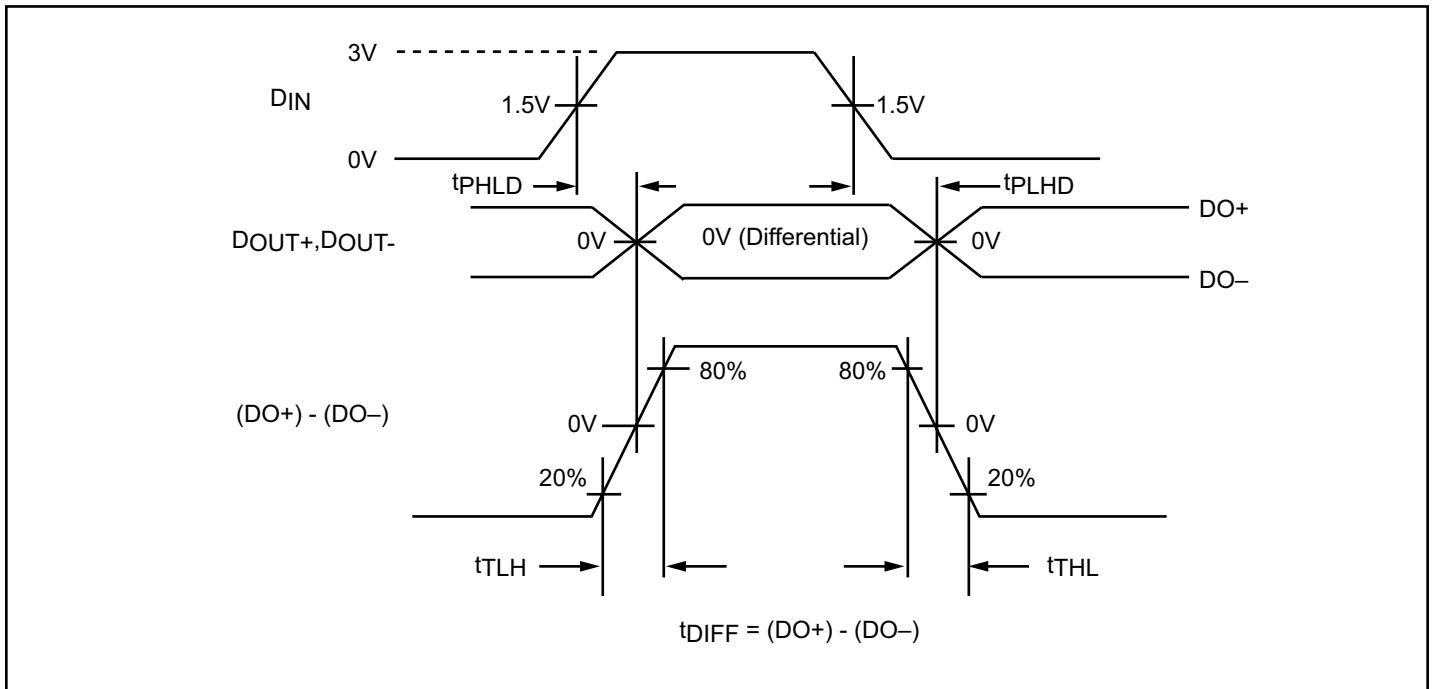 3V
DIN
1.5V
1.5V
0V
tPHLD
tPLHD
DO+
DOUT+,DOUT-
0V
0V (Differential)
0V
DO–
80%
80%
(DO+) - (DO–)
0V
0V
20%
20%
tTLH
tTHL
tDIFF = (DO+) - (DO–)